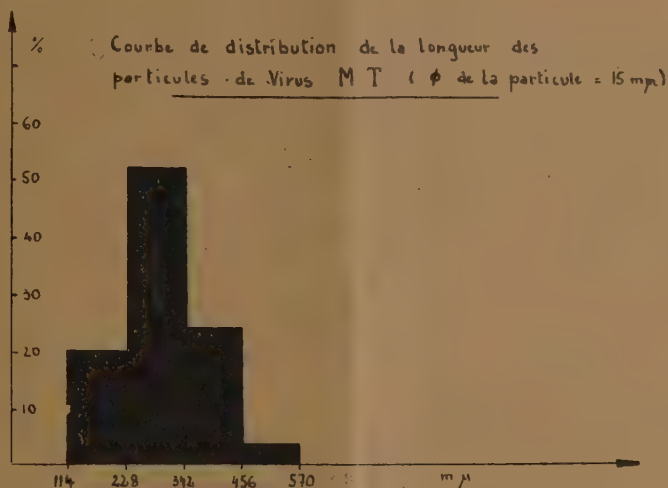 %
Courbe de distribution de la longueur des
particules de Virus M T ( ϕ de la particule = 15 mµ)
60
50
40
30
20
10
114 228 342 456 570 mµ